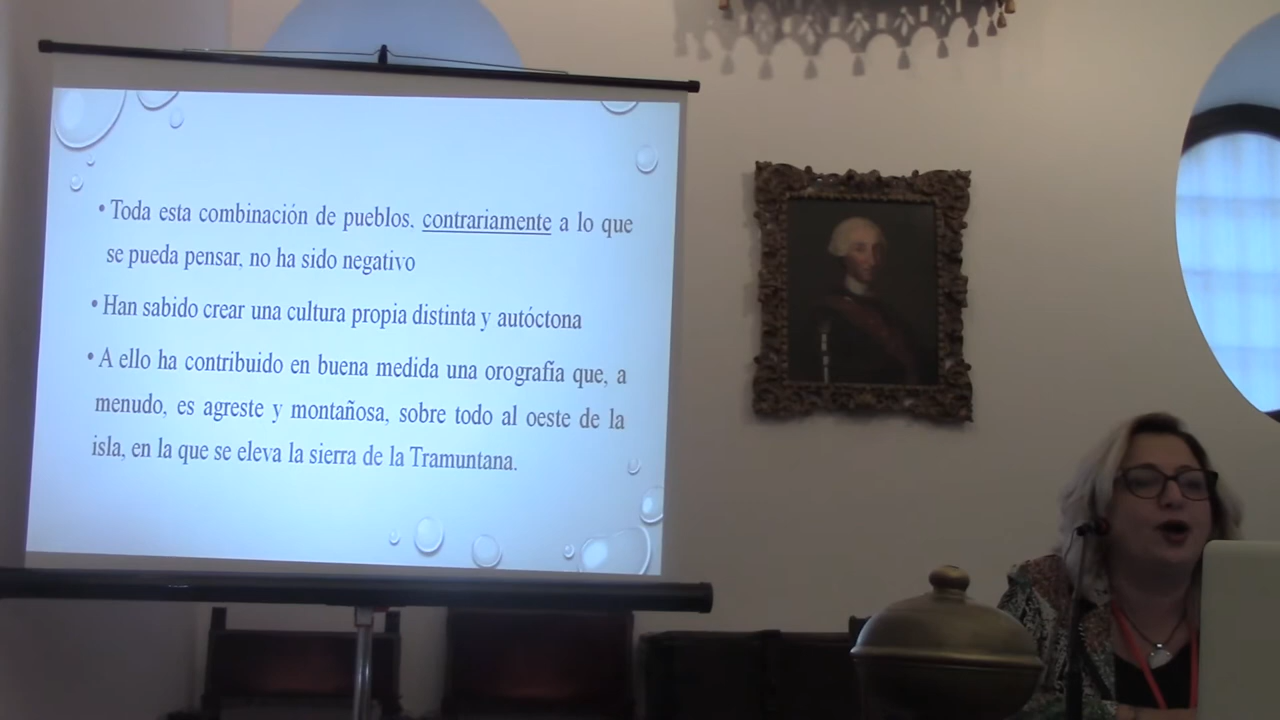 • Toda esta combinación de pueblos, contrariamente a lo que
se pueda pensar, no ha sido negativo
• Han sabido crear una cultura propia distinta y autóctona
• A ello ha contribuido en buena medida una orografía que, a
menudo, es agreste y montañosa, sobre todo al oeste de la
isla, en la que se eleva la sierra de la Tramuntana.